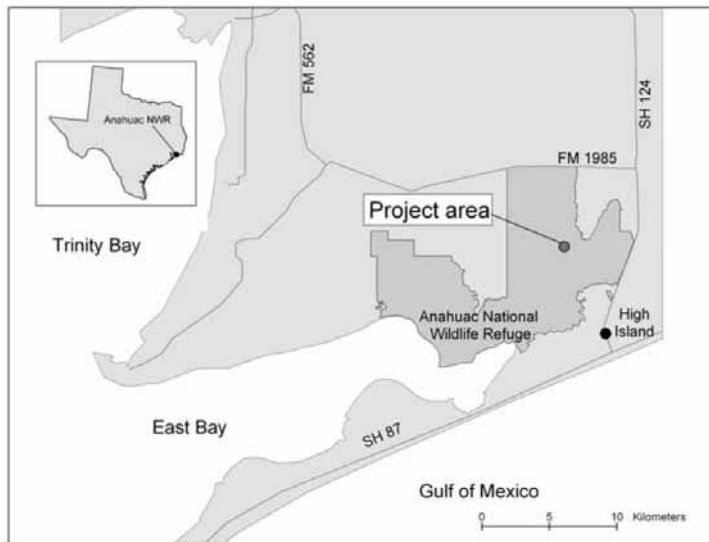 FM 562
SH 124
Anahuac NWR
FM 1985
Project area
Trinity Bay
Anahuac National
Wildlife Refuge
High
Island
East Bay
SH 87
Gulf of Mexico
0 5 10 Kilometers